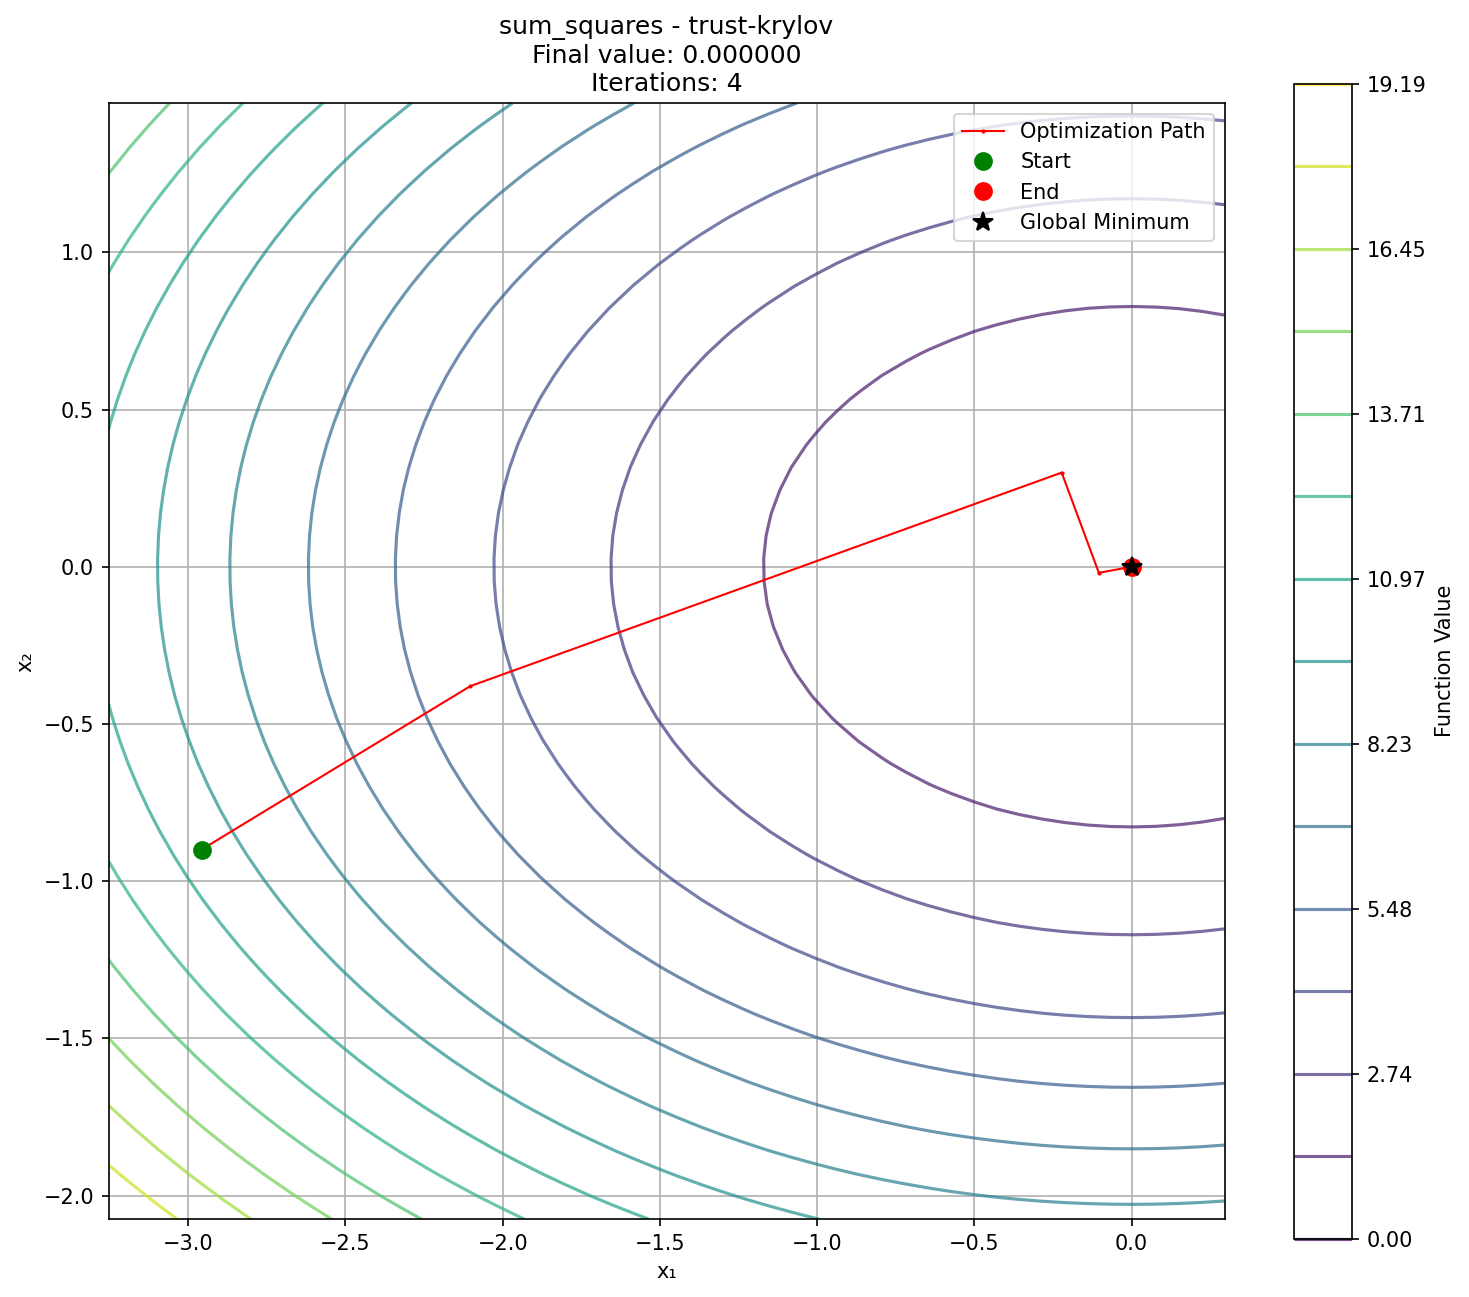 sum_squares - trust-krylov
Final value: 0.000000
Iterations: 4
Optimization Path
Start
End
Global Minimum
1.0
0.5
0.0
−0.5
−1.0
−1.5
−2.0
x₂
−3.0
−2.5
−2.0
−1.5
−1.0
−0.5
0.0
x₁
19.19
16.45
13.71
10.97
8.23
5.48
2.74
0.00
Function Value